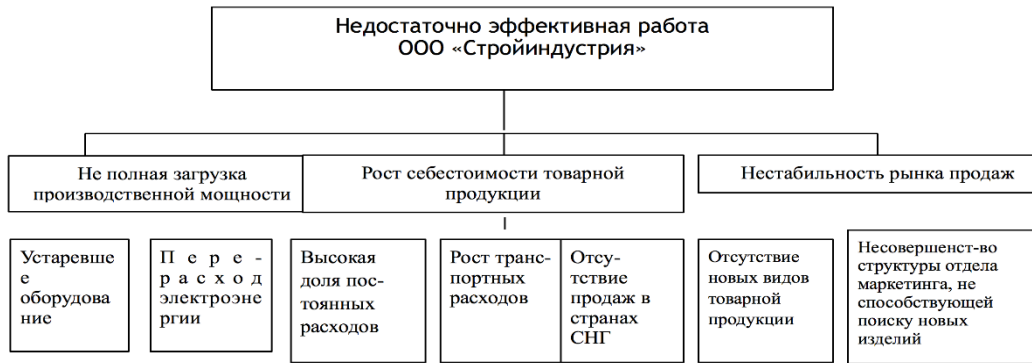 Недостаточно эффективная работа
ООО «Стройиндустрия»
Не полная загрузка
производственной мощности
Рост себестоимости товарной
продукции
Нестабильность рынка продаж
Устаревше
е
оборудова
ние
П е р е -
р а с х о д
электроэне
ргии
Высокая
доля пос-
тоянных
расходов
Рост транс-
портных
расходов
Отсу-
тствие
продаж в
странах
СНГ
Отсутствие
новых видов
товарной
продукции
Несовершенст-во
структуры отдела
маркетинга, не
способствующей
поиску новых
изделий